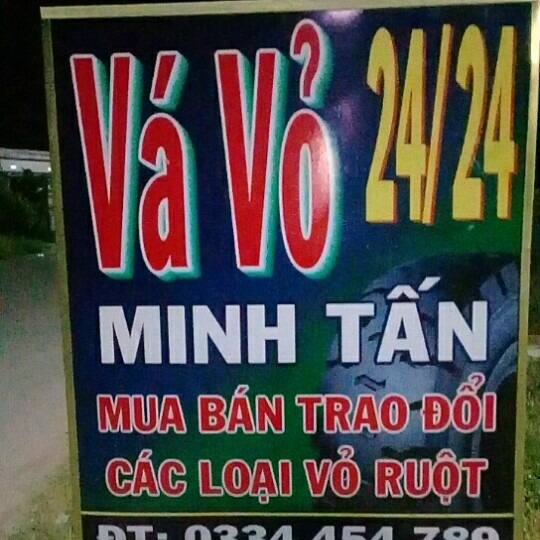 Vá Vỏ 24/24
MINH TẤN
MUA BÁN TRAO ĐỔI
CÁC LOẠI VỎ RUỘT
ĐT: 0334 454 789